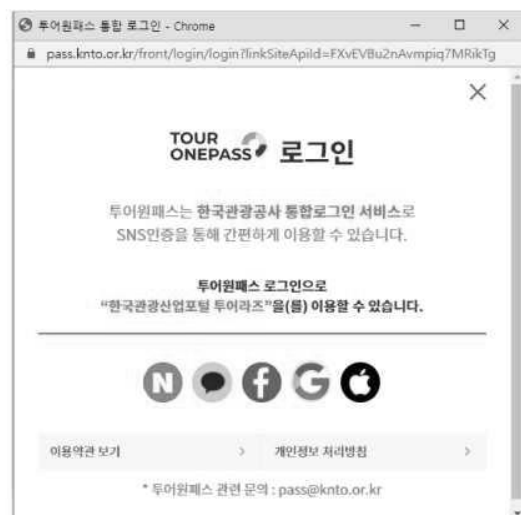 투어원패스 통합 로그인 - Chrome
pass.knto.or.kr/front/login/login?linkSiteApiId=FXvEVBu2nAvmpiq7MRikTg
TOUR
ONEPASS 로그인
투어원패스는 한국관광공사 통합로그인 서비스로
SNS인증을 통해 간편하게 이용할 수 있습니다.
투어원패스 로그인으로
“한국관광산업포털 투어라즈”을(를) 이용할 수 있습니다.
N f G
이용약관 보기 > 개인정보 처리방침 >
* 투어원패스 관련 문의 : pass@knto.or.kr